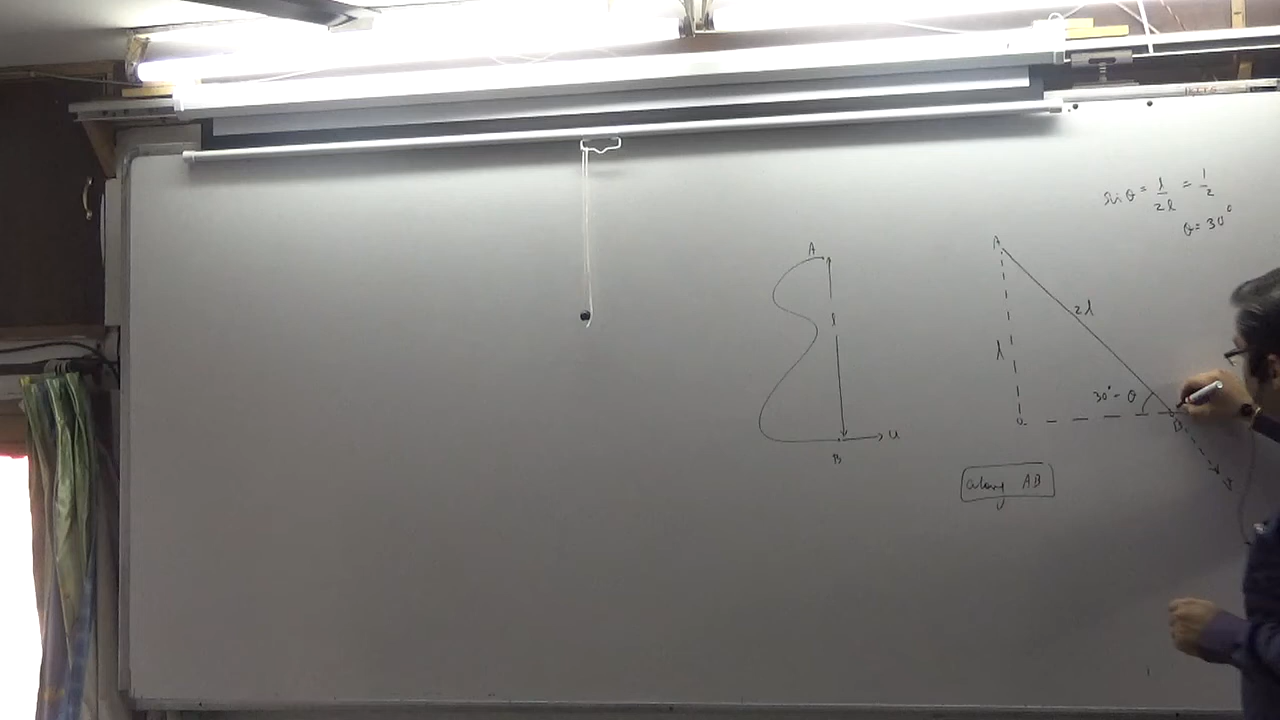 sin θ = l/2l = 1/2
θ = 30°
A
l
B
u
A
2l
l
30° = θ
B
along AB